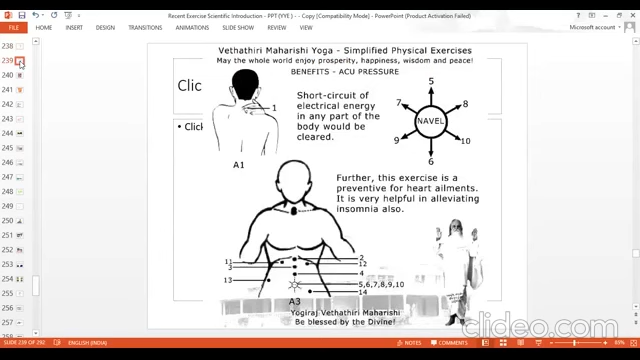 Recent Exercise Scientific Introduction - PPT (YYE ) - - Copy [Compatibility Mode] - PowerPoint (Product Activation Failed)
FILE HOME INSERT DESIGN TRANSITIONS ANIMATIONS SLIDE SHOW REVIEW VIEW Microsoft account
238
239
240
241
242
243
244
245
246
247
248
249
250
251
252
253
254
255
256
257
258
Vethathiri Maharishi Yoga - Simplified Physical Exercises
May the whole world enjoy prosperity, happiness, wisdom and peace!
BENEFITS - ACU PRESSURE
Clic
• Click
1
A1
Short-circuit of
electrical energy
in any part of the
body would be
cleared.
5
7 8
NAVEL
9 10
6
Further, this exercise is a
preventive for heart ailments.
It is very helpful in alleviating
insomnia also.
11 2
3 12
4
13 5,6,7,8,9,10
14
A3
Yogiraj Vethathiri Maharishi
Be blessed by the Divine!
clideo.com
SLIDE 239 OF 292 ENGLISH (INDIA) NOTES 85%